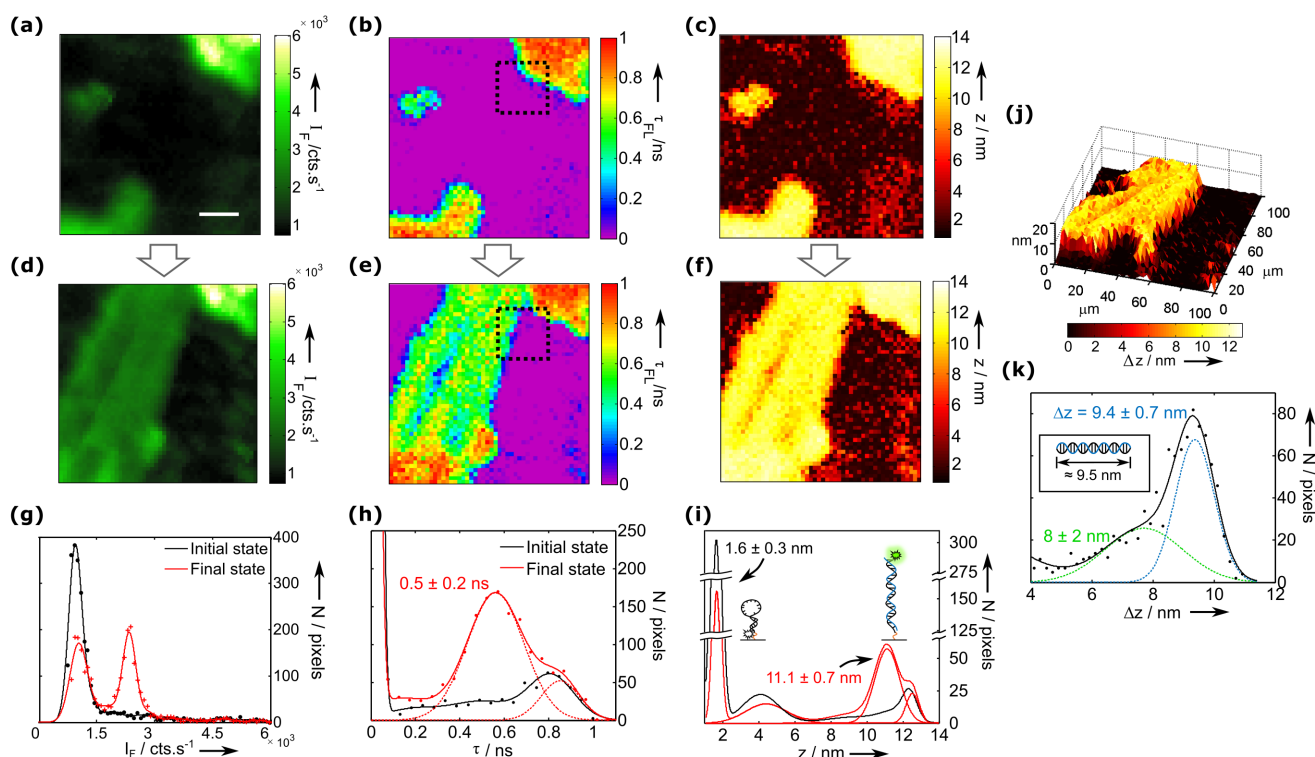 (a)
× 10³
6
5
4
3
2
1
I_F /cts.s⁻¹
(b)
1
0.8
0.6
0.4
0.2
0
τ_FL/ns
(c)
14
12
10
8
6
4
2
z / nm
(d)
× 10³
6
5
4
3
2
1
I_F /cts.s⁻¹
(e)
1
0.8
0.6
0.4
0.2
0
τ_FL/ns
(f)
14
12
10
8
6
4
2
z / nm
(j)
nm
20
10
0
0
20
40
60
80
100
μm
0
20
40
60
80
100
μm
0 2 4 6 8 10 12
Δz / nm
(g)
Initial state
Final state
400
300
200
100
0
N / pixels
0 1.5 3 4.5 6
× 10³
I_F / cts.s⁻¹
(h)
Initial state
Final state
0.5 ± 0.2 ns
250
200
150
100
50
0
N / pixels
0 0.2 0.4 0.6 0.8 1
τ / ns
(i)
1.6 ± 0.3 nm
11.1 ± 0.7 nm
300
275
150
125
60
50
25
0
N / pixels
2 4 6 8 10 12 14
z / nm
(k)
Δz = 9.4 ± 0.7 nm
≈ 9.5 nm
8 ± 2 nm
80
60
40
20
0
N / pixels
4 6 8 10 12
Δz / nm